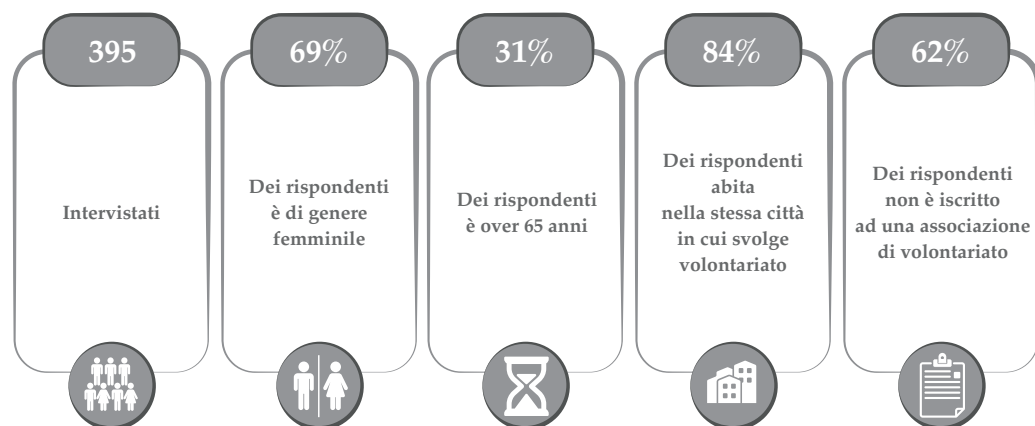 395
Intervistati
69%
Dei rispondenti
è di genere
femminile
31%
Dei rispondenti
è over 65 anni
84%
Dei rispondenti
abita
nella stessa città
in cui svolge
volontariato
62%
Dei rispondenti
non è iscritto
ad una associazione
di volontariato